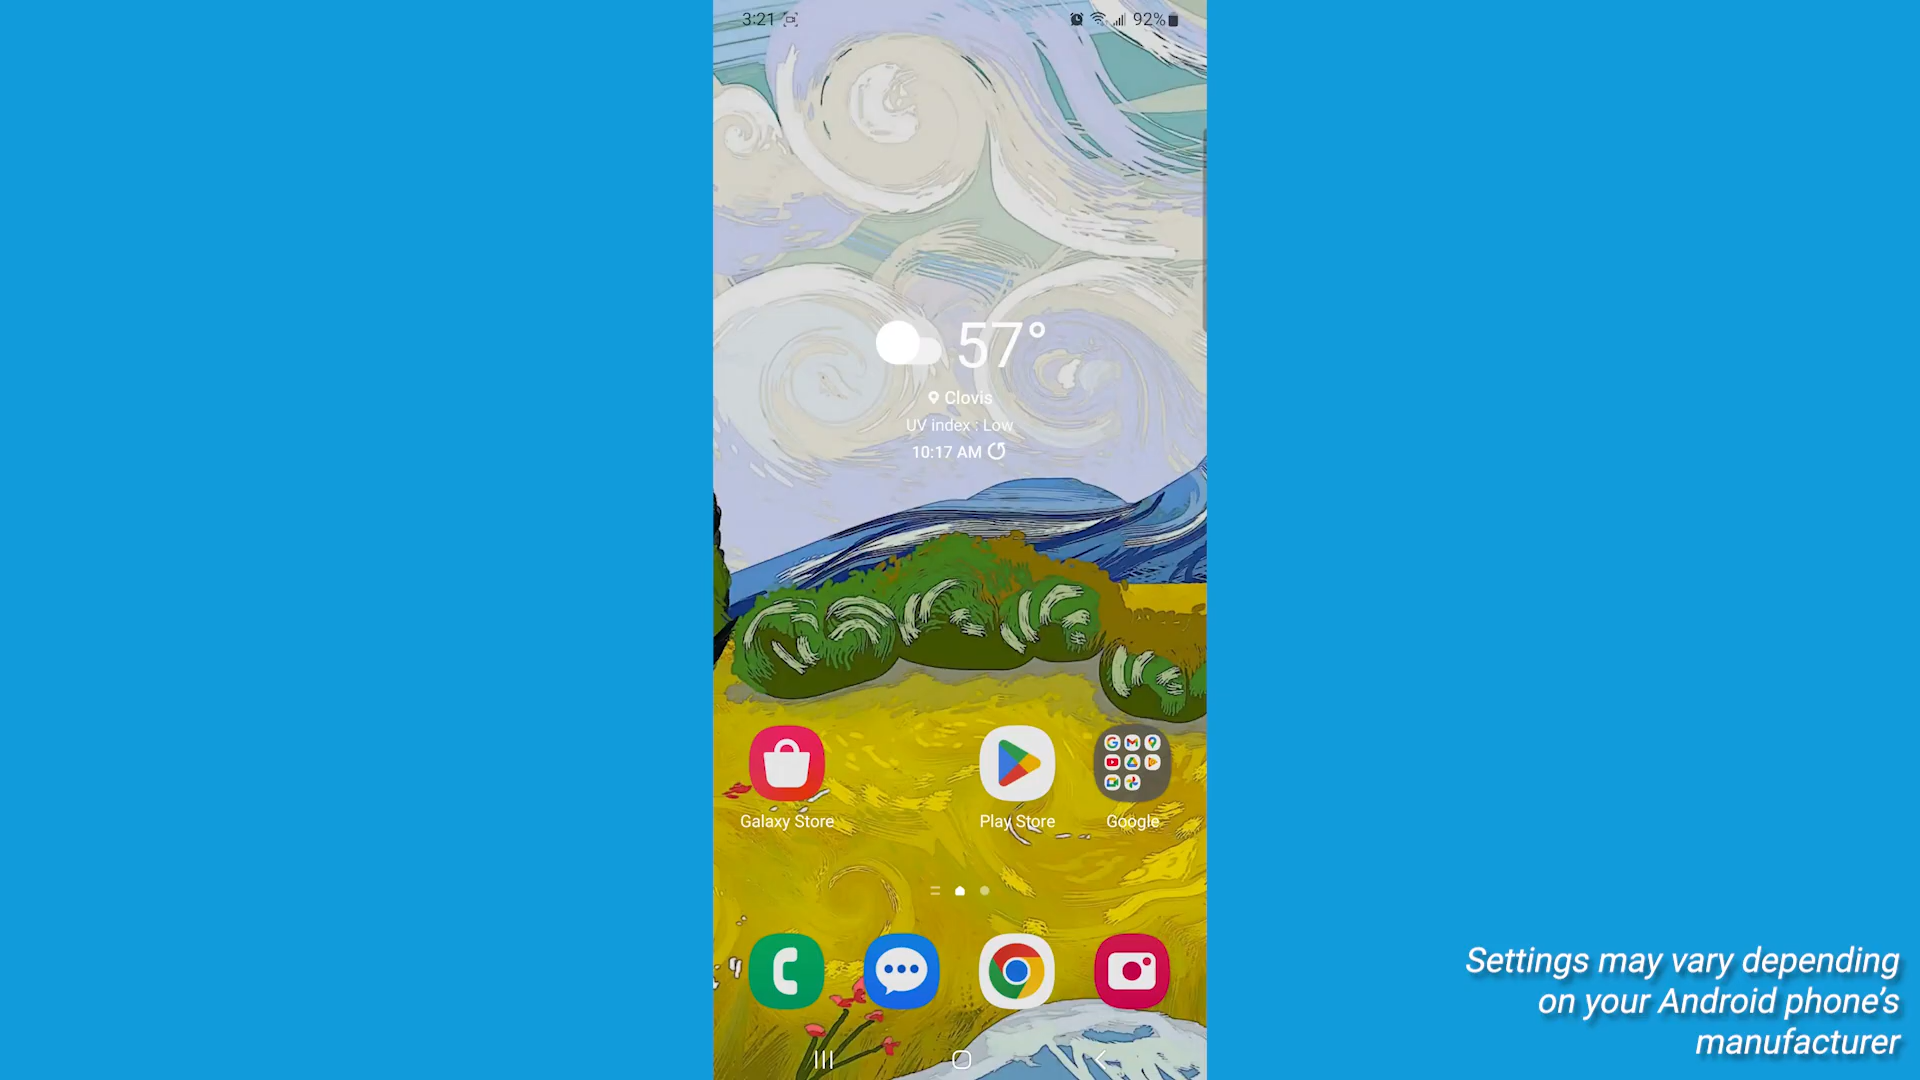 3:21
92%
57°
Clovis
UV index : Low
10:17 AM
Galaxy Store
Play Store
Google
Settings may vary depending
on your Android phone's
manufacturer